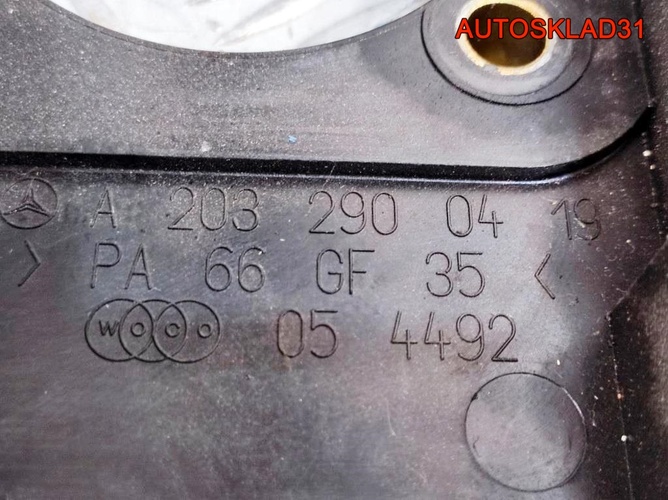 AUTOSKLAD31
A 203 290 04 19
> PA 66 GF 35 <
WOCO 05 4492